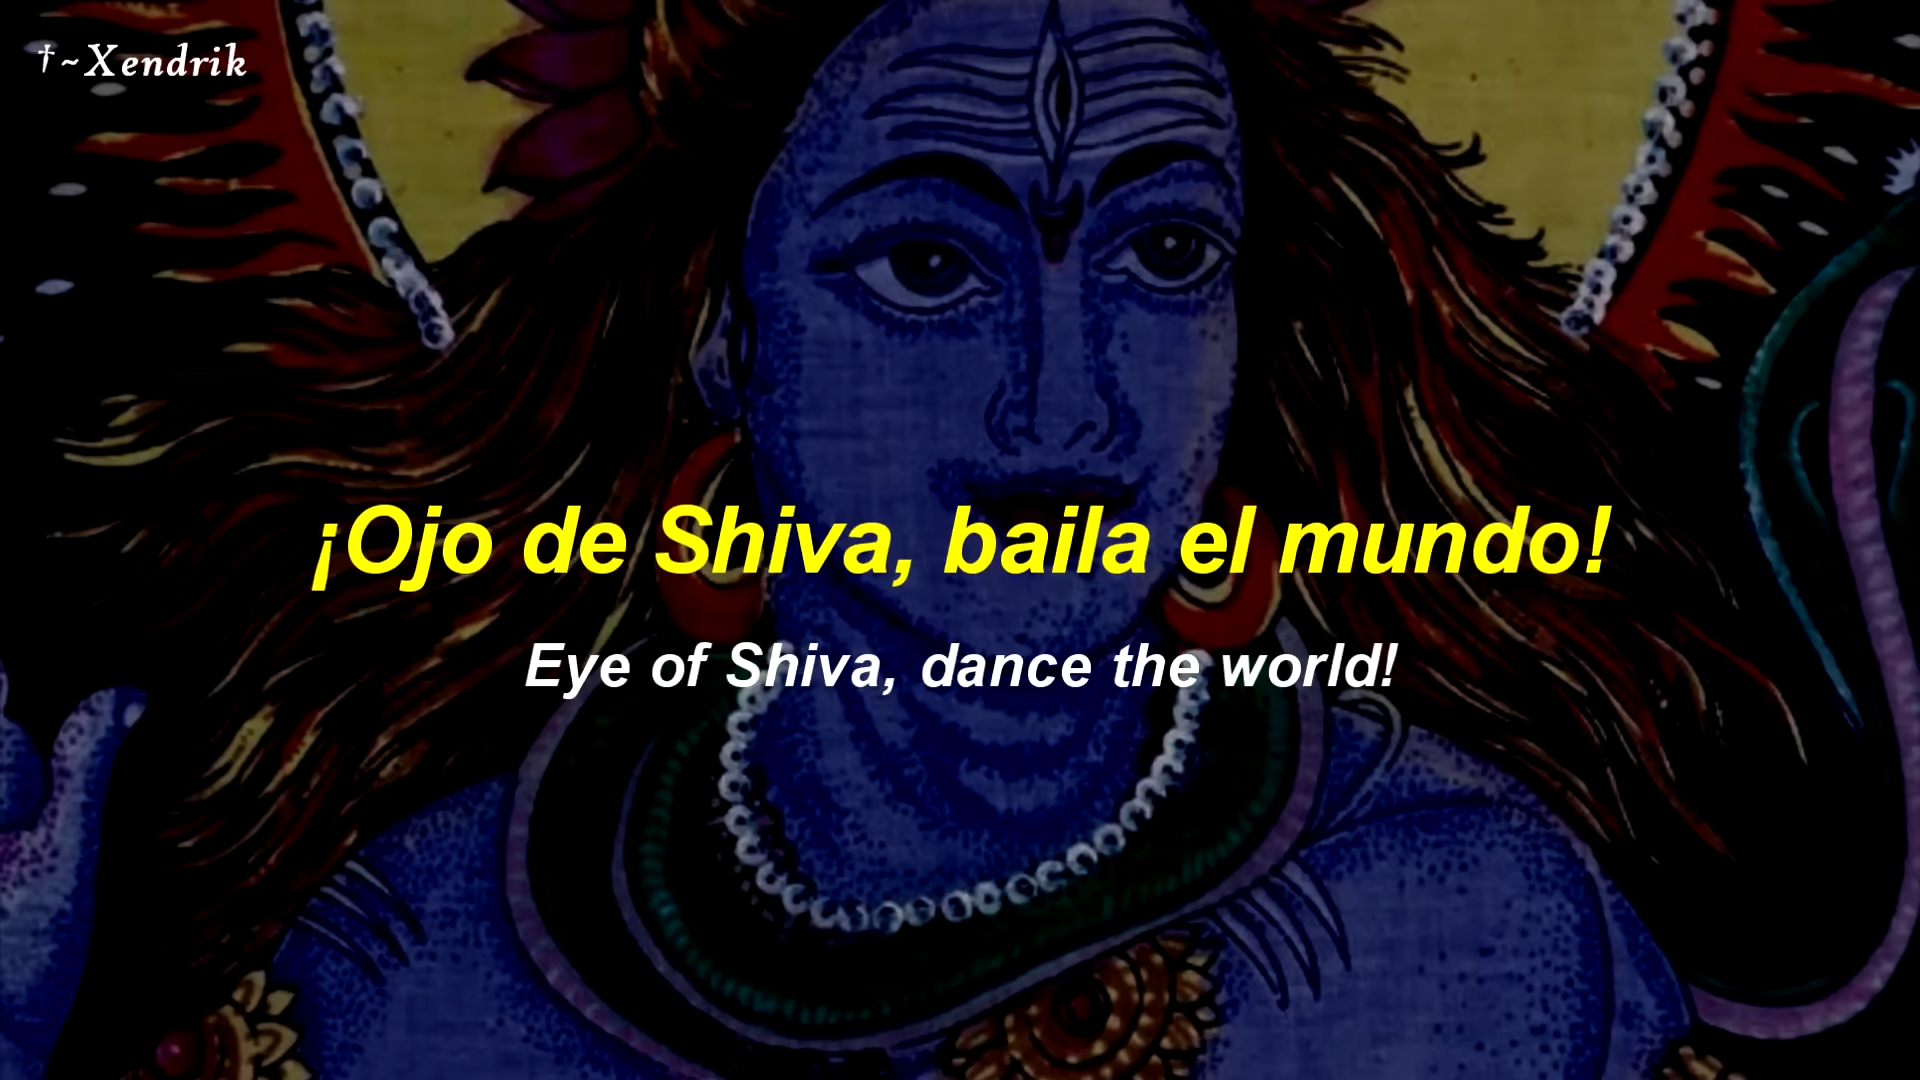 †~Xendrik
¡Ojo de Shiva, baila el mundo!
Eye of Shiva, dance the world!